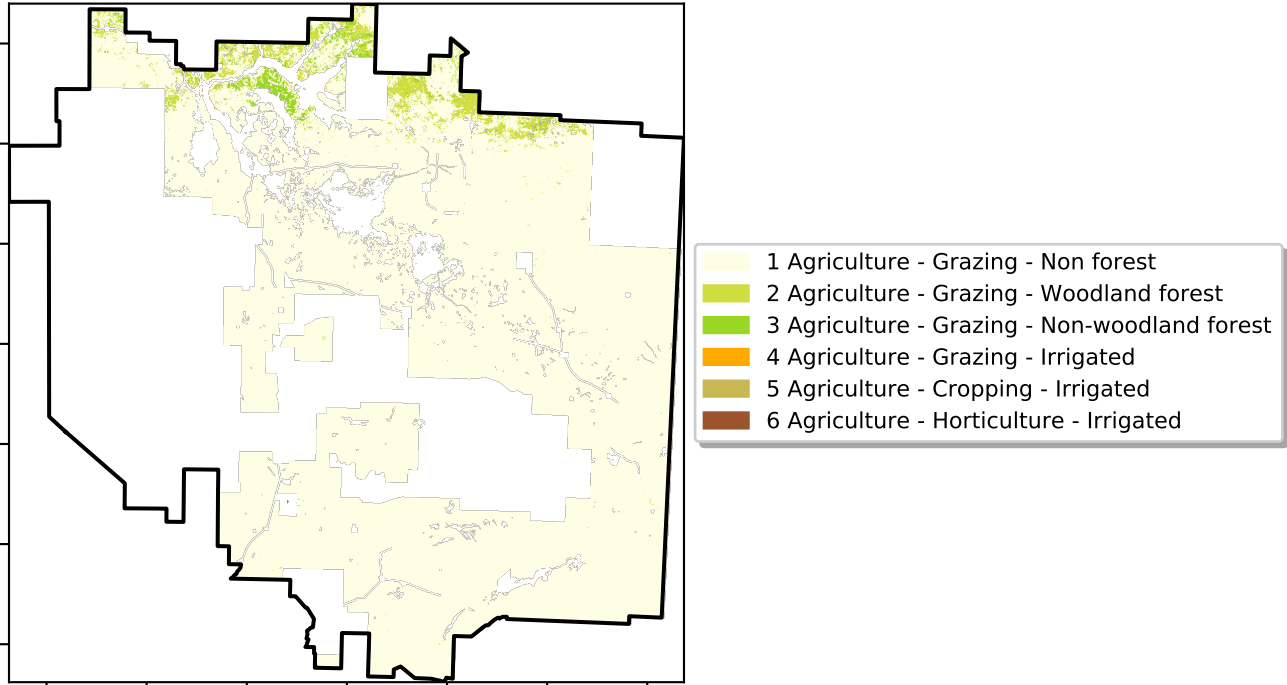 1 Agriculture - Grazing - Non forest
2 Agriculture - Grazing - Woodland forest
3 Agriculture - Grazing - Non-woodland forest
4 Agriculture - Grazing - Irrigated
5 Agriculture - Cropping - Irrigated
6 Agriculture - Horticulture - Irrigated